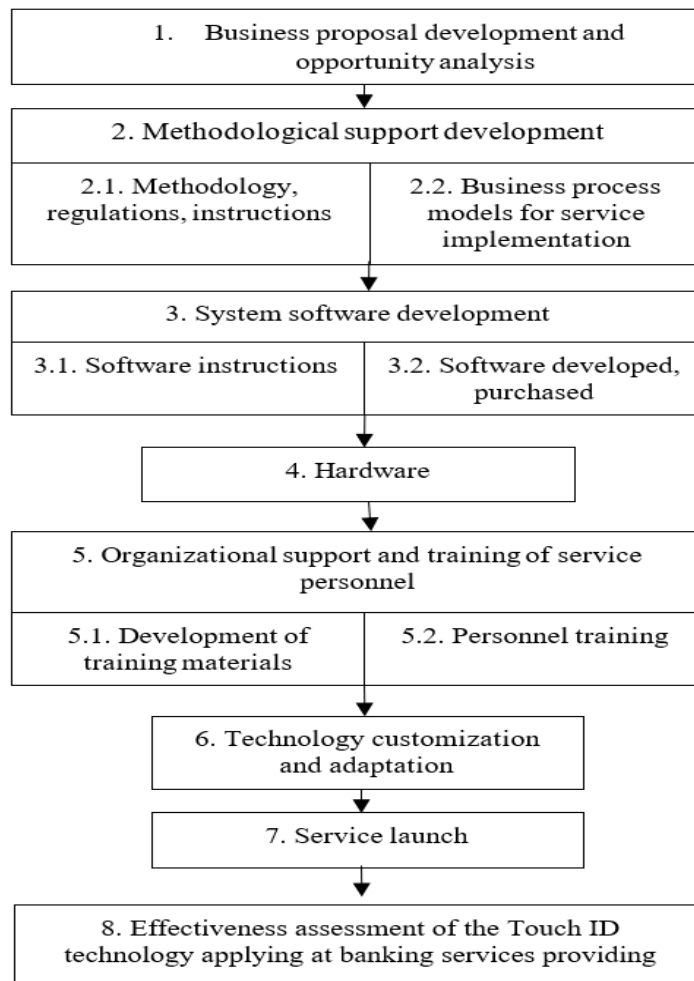 1. Business proposal development and
opportunity analysis
2. Methodological support development
2.1. Methodology,
regulations, instructions
2.2. Business process
models for service
implementation
3. System software development
3.1. Software instructions
3.2. Software developed,
purchased
4. Hardware
5. Organizational support and training of service
personnel
5.1. Development of
training materials
5.2. Personnel training
6. Technology customization
and adaptation
7. Service launch
8. Effectiveness assessment of the Touch ID
technology applying at banking services providing